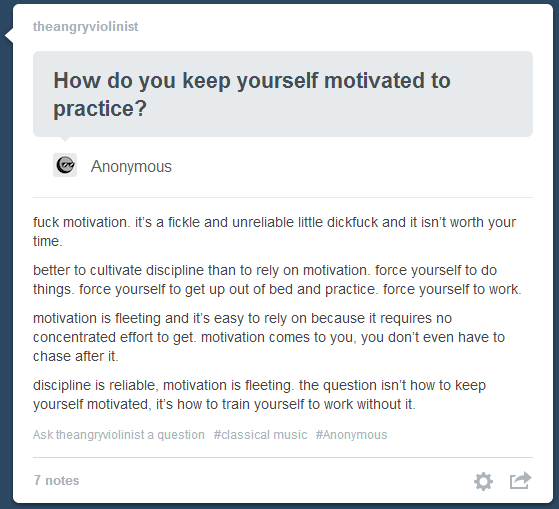 theangryviolinist
How do you keep yourself motivated to
practice?
Anonymous
fuck motivation. it's a fickle and unreliable little dickfuck and it isn't worth your
time.
better to cultivate discipline than to rely on motivation. force yourself to do
things. force yourself to get up out of bed and practice. force yourself to work.
motivation is fleeting and it's easy to rely on because it requires no
concentrated effort to get. motivation comes to you, you don't even have to
chase after it.
discipline is reliable, motivation is fleeting. the question isn't how to keep
yourself motivated, it's how to train yourself to work without it.
Ask theangryviolinist a question #classical music #Anonymous
7 notes